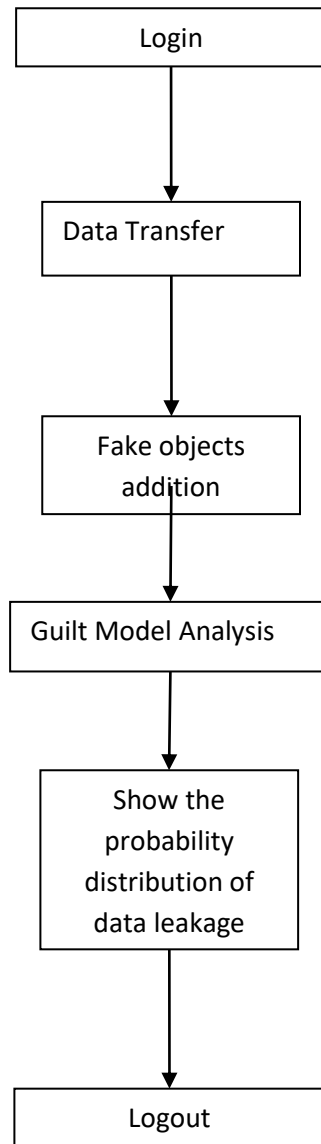 Login
Data Transfer
Fake objects
addition
Guilt Model Analysis
Show the
probability
distribution of
data leakage
Logout